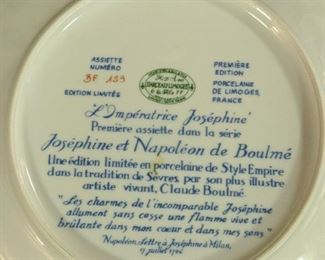 ASSIETTE
NUMÉRO
BF 189
EDITION LIMITÉE
PREMIÈRE
EDITION
PORCELAINE
DE LIMOGES,
FRANCE
L'Impératrice Joséphine
Première assiette dans la série
Joséphine et Napoléon de Boulmé
Une édition limitée en porcelaine de Style Empire
dans la tradition de Sèvres par son plus illustre
artiste vivant, Claude Boulmé.
"Les charmes de l'incomparable Joséphine
allument sans cesse une flamme vive et
brûlante dans mon coeur et dans mes sens"
Napoléon, Lettre à Joséphine à Milan,
17 juillet 1796